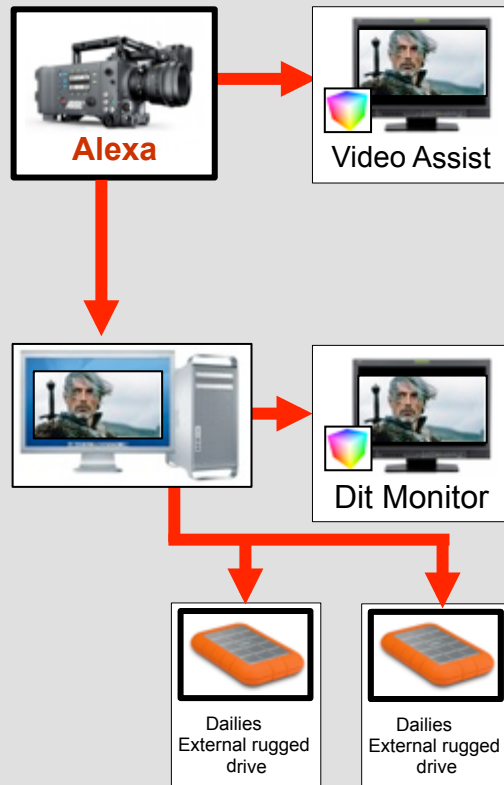 Alexa
Video Assist
Dit Monitor
Dailies
External rugged
drive
Dailies
External rugged
drive